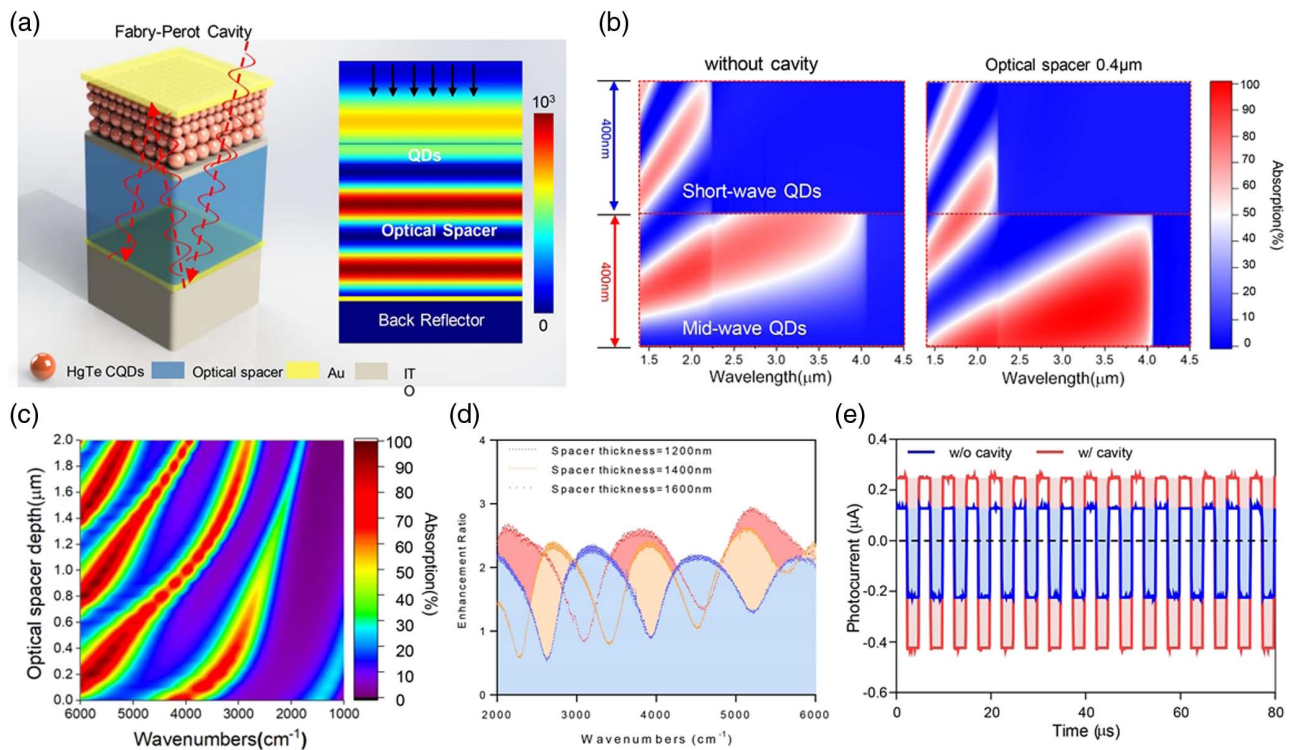 (a)
Fabry-Perot Cavity
QDs
Optical Spacer
Back Reflector
10³
0
HgTe CQDs
Optical spacer
Au
IT
O
(b)
without cavity
Optical spacer 0.4μm
400nm
400nm
Short-wave QDs
Mid-wave QDs
1.5 2.0 2.5 3.0 3.5 4.0 4.5
1.5 2.0 2.5 3.0 3.5 4.0 4.5
Wavelength(μm)
Wavelength(μm)
100
90
80
70
60
50
40
30
20
10
0
Absorption(%)
(c)
2.0
1.8
1.6
1.4
1.2
1.0
0.8
0.6
0.4
0.2
0.0
Optical spacer depth(μm)
6000 5000 4000 3000 2000 1000
Wavenumbers(cm⁻¹)
100
90
80
70
60
50
40
30
20
10
0
Absorption(%)
(d)
4
3
2
1
0
Enhancement Ratio
Spacer thickness=1200nm
Spacer thickness=1400nm
Spacer thickness=1600nm
2000 3000 4000 5000 6000
Wavenumbers (cm⁻¹)
(e)
0.4
0.2
0.0
-0.2
-0.4
-0.6
Photocurrent (μA)
w/o cavity
w/ cavity
0 20 40 60 80
Time (μs)